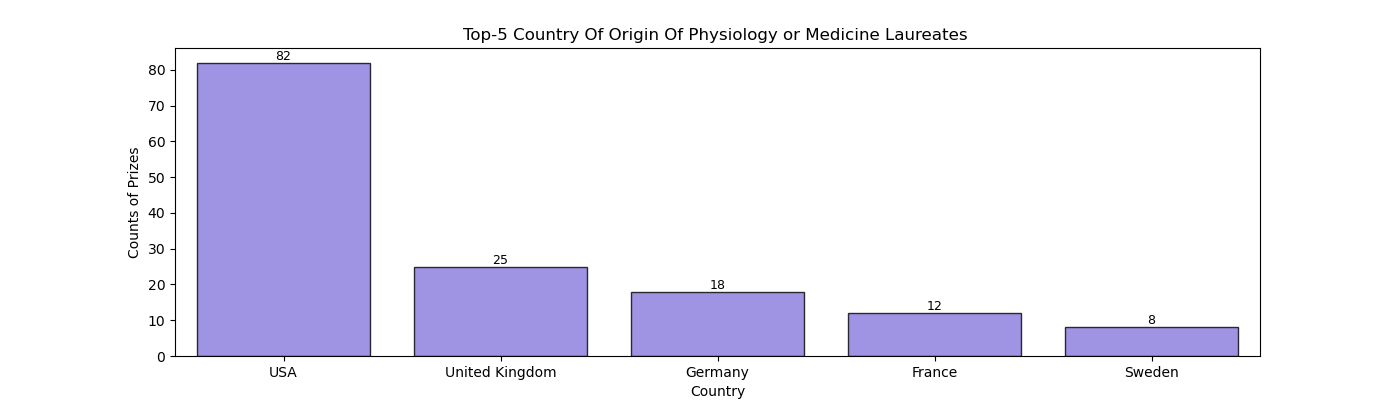 Top-5 Country Of Origin Of Physiology or Medicine Laureates
Counts of Prizes
80
70
60
50
40
30
20
10
0
82
25
18
12
8
USA
United Kingdom
Germany
France
Sweden
Country